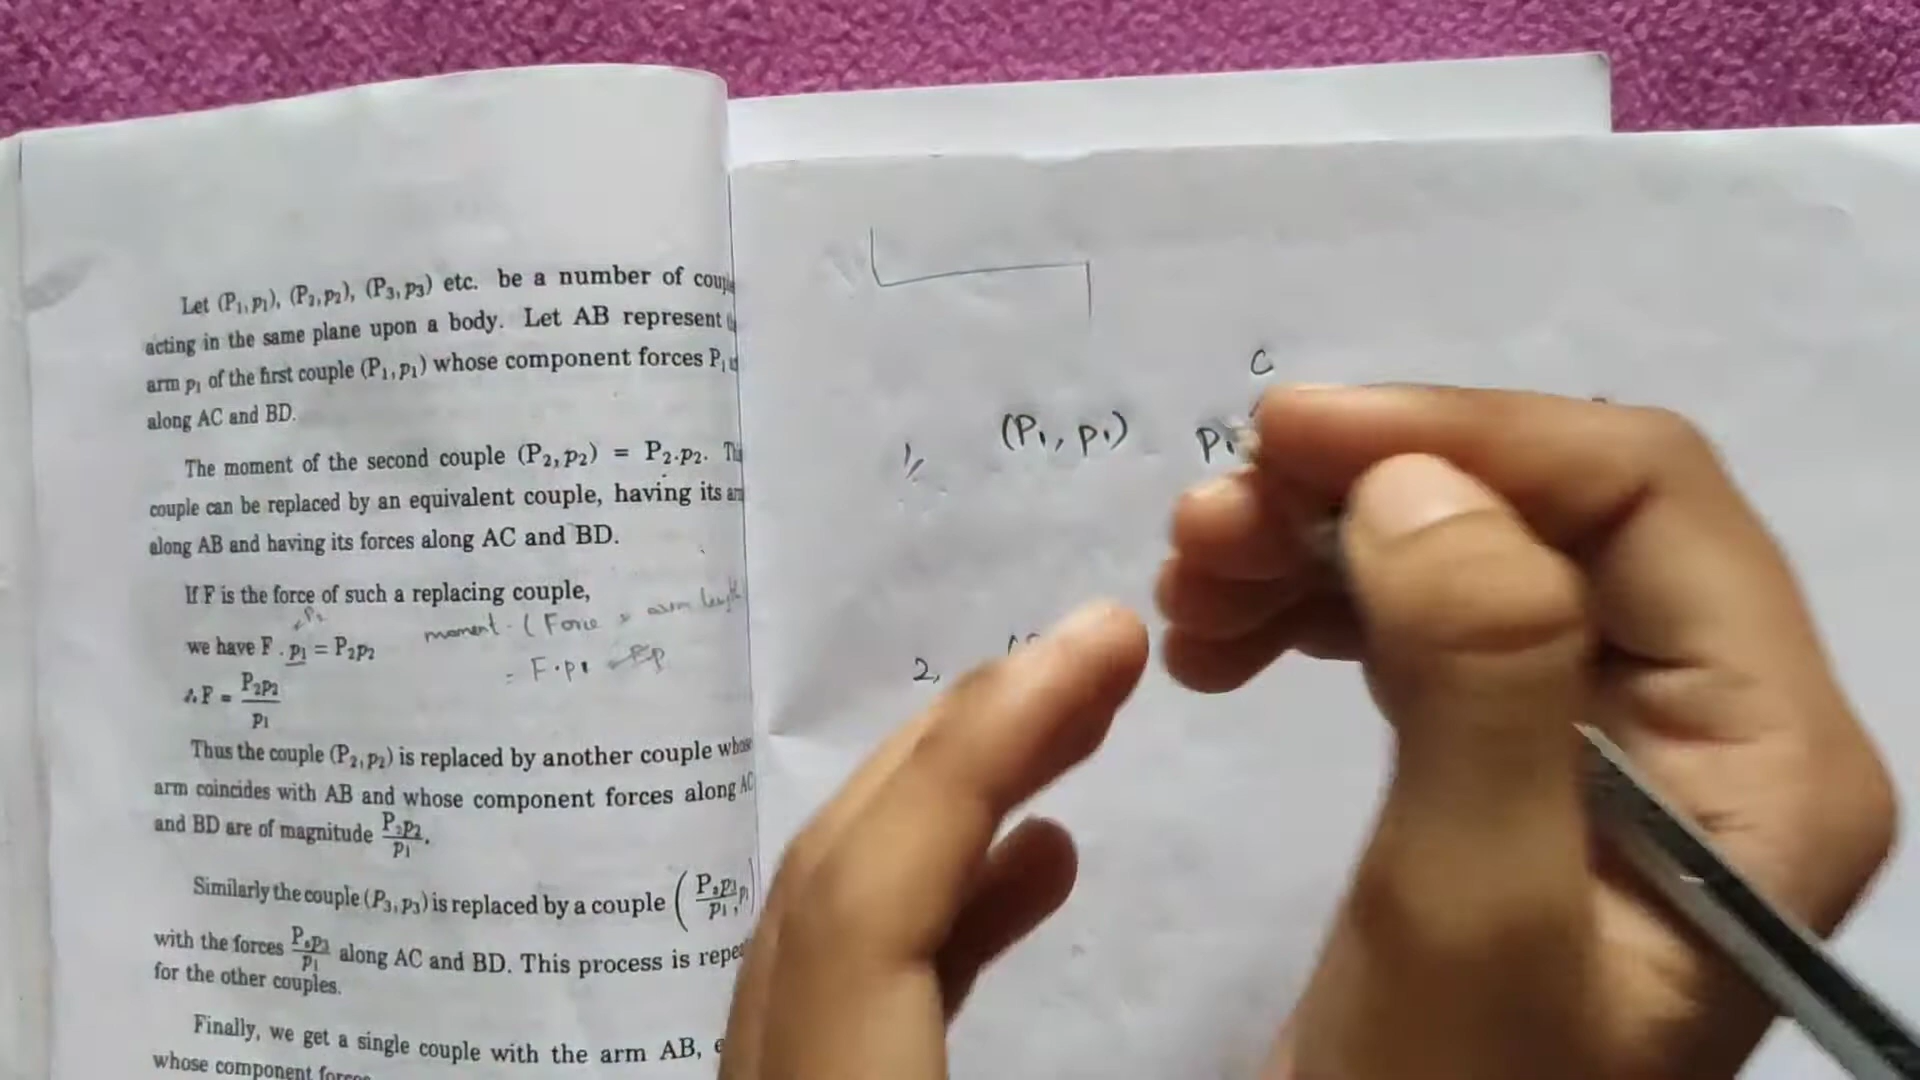 Let (P₁, p₁), (P₂, p₂), (P₃, p₃) etc. be a number of
acting in the same plane upon a body. Let AB represent
arm p₁ of the first couple (P₁, p₁) whose component forces P₁
along AC and BD.
The moment of the second couple (P₂, p₂) = P₂.p₂.
couple can be replaced by an equivalent couple, having its
along AB and having its forces along AC and BD.
If F is the force of such a replacing couple,
we have F . p₁ = P₂p₂
moment (Force × arm length
= F·p₁
∴ F = P₂p₂/p₁
Thus the couple (P₂, p₂) is replaced by another couple
arm coincides with AB and whose component forces along AC
and BD are of magnitude P₂p₂/p₁.
Similarly the couple (P₃, p₃) is replaced by a couple
with the forces P₃p₃/p₁ along AC and BD. This process is
for the other couples.
Finally, we get a single couple with the arm AB,
whose component forces
C
1, (P₁, p₁) P₁
2,